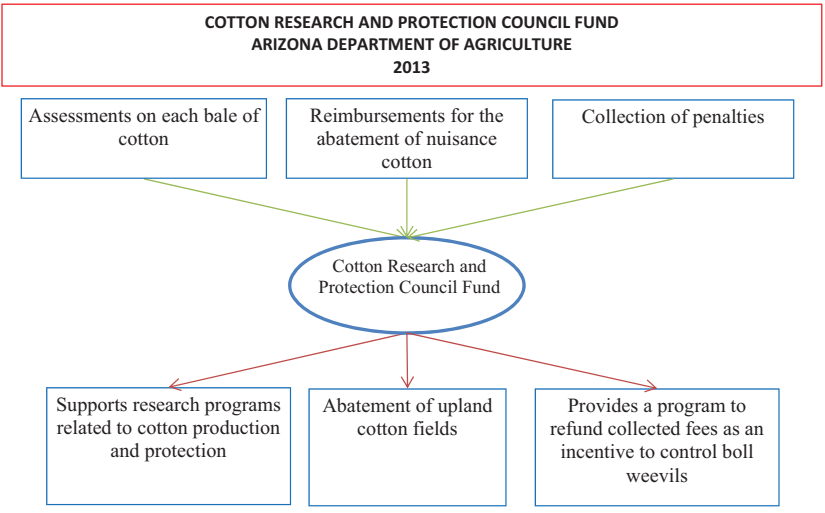 COTTON RESEARCH AND PROTECTION COUNCIL FUND
ARIZONA DEPARTMENT OF AGRICULTURE
2013
Assessments on each bale of
cotton
Reimbursements for the
abatement of nuisance
cotton
Collection of penalties
Cotton Research and
Protection Council Fund
Supports research programs
related to cotton production
and protection
Abatement of upland
cotton fields
Provides a program to
refund collected fees as an
incentive to control boll
weevils